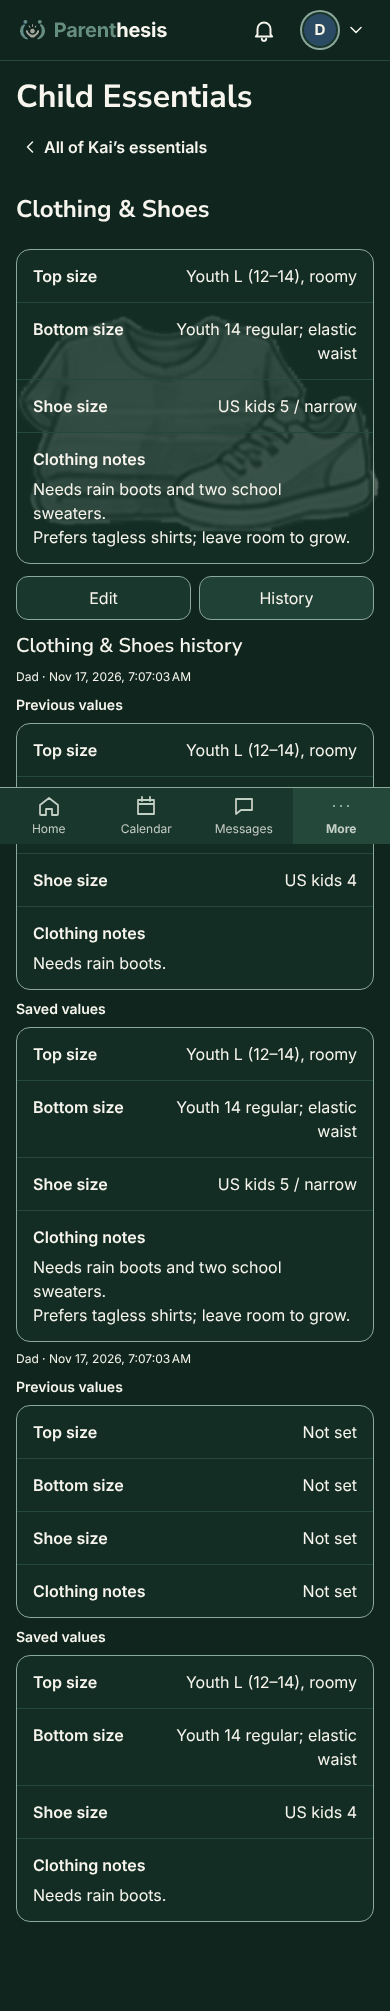 Parenthesis
D
Child Essentials
All of Kai’s essentials
Clothing & Shoes
Top size Youth L (12–14), roomy
Bottom size Youth 14 regular; elastic
waist
Shoe size US kids 5 / narrow
Clothing notes
Needs rain boots and two school
sweaters.
Prefers tagless shirts; leave room to grow.
Edit History
Clothing & Shoes history
Dad · Nov 17, 2026, 7:07:03 AM
Previous values
Top size Youth L (12–14), roomy
Home Calendar Messages More
Shoe size US kids 4
Clothing notes
Needs rain boots.
Saved values
Top size Youth L (12–14), roomy
Bottom size Youth 14 regular; elastic
waist
Shoe size US kids 5 / narrow
Clothing notes
Needs rain boots and two school
sweaters.
Prefers tagless shirts; leave room to grow.
Dad · Nov 17, 2026, 7:07:03 AM
Previous values
Top size Not set
Bottom size Not set
Shoe size Not set
Clothing notes Not set
Saved values
Top size Youth L (12–14), roomy
Bottom size Youth 14 regular; elastic
waist
Shoe size US kids 4
Clothing notes
Needs rain boots.